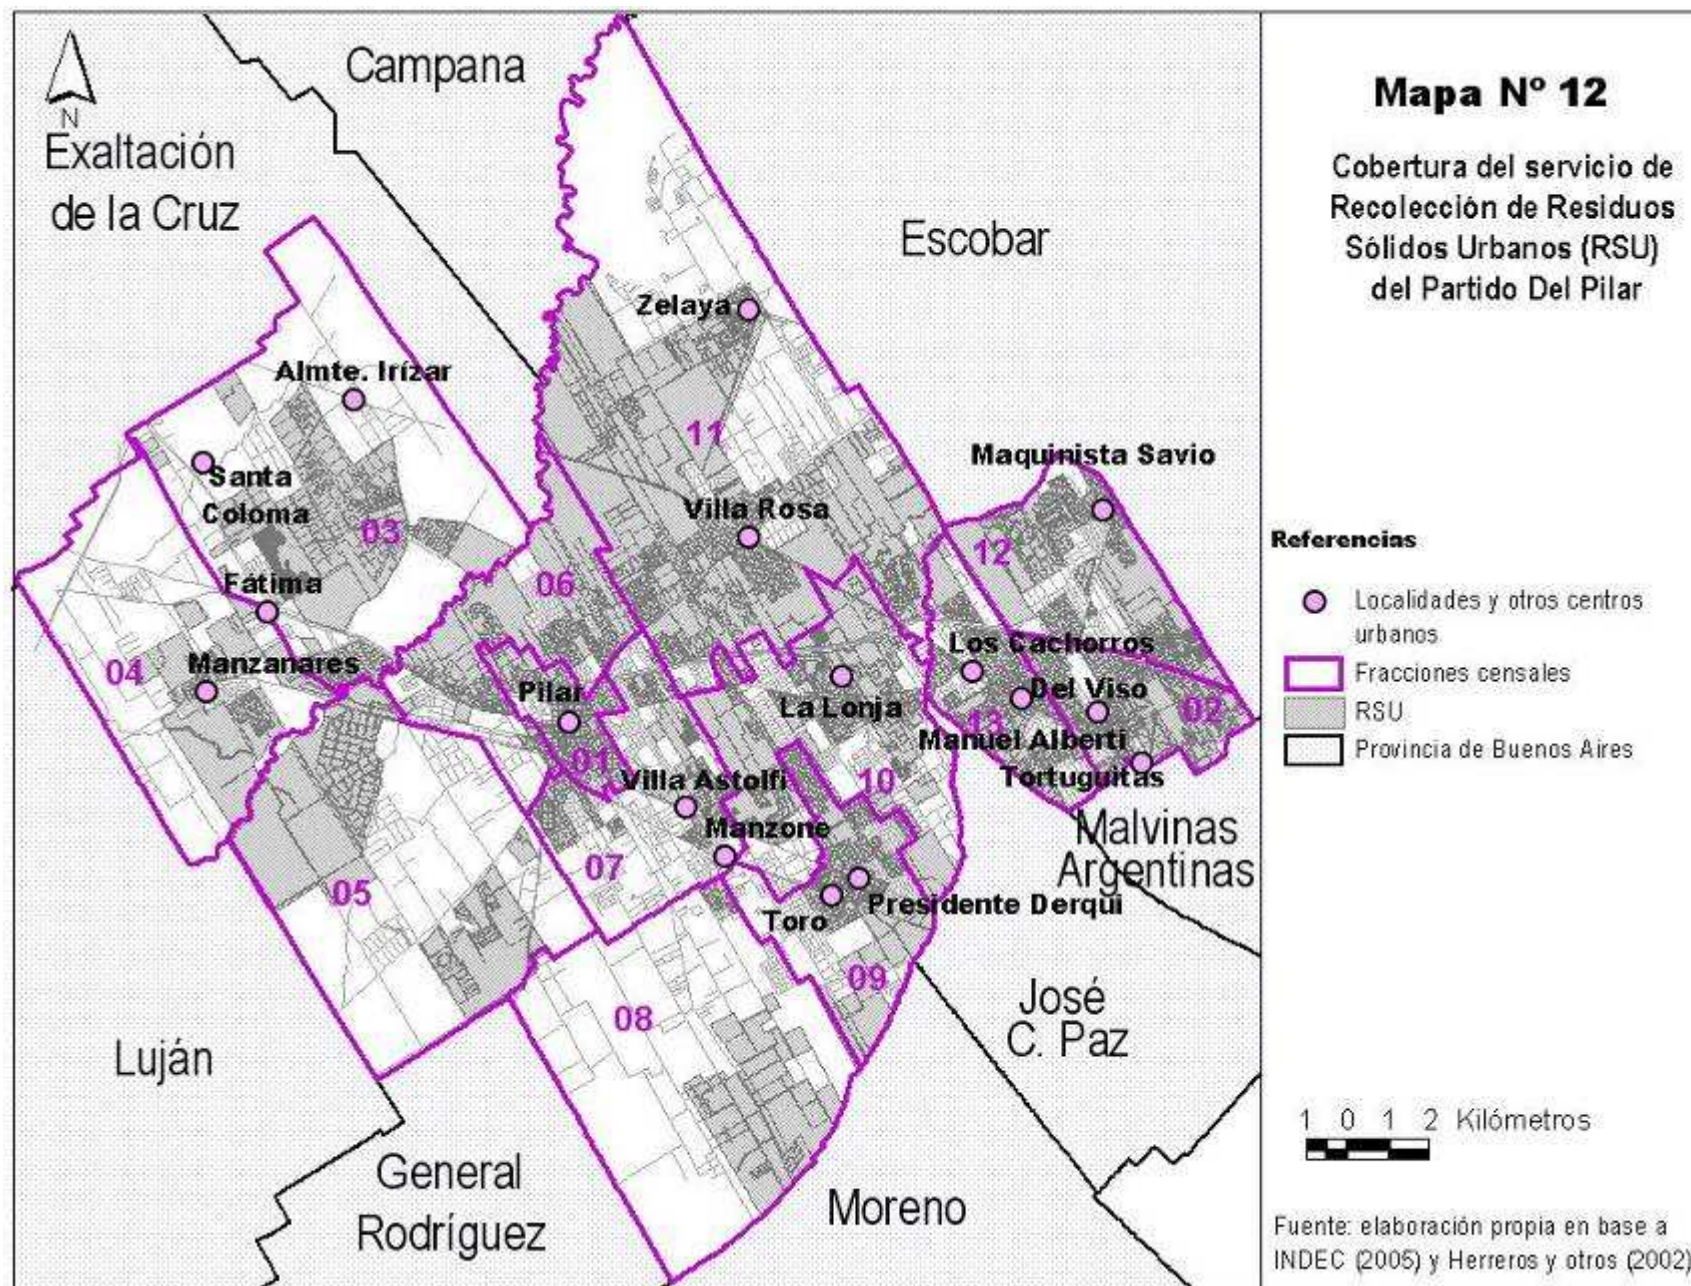 Mapa Nº 12
Cobertura del servicio de
Recolección de Residuos
Sólidos Urbanos (RSU)
del Partido Del Pilar
N
Campana
Exaltación
de la Cruz
Escobar
Zelaya
Almte. Irízar
11
Maquinista Savio
Santa
Coloma
03
Villa Rosa
12
06
Fátima
Los Cachorros
04
Manzanares
Pilar
La Lonja
Del Viso
13
02
Manuel Alberti
01
Villa Astolfi
10
Tortuguitas
Manzone
Malvinas
Argentinas
07
05
Toro
Presidente Derqui
09
08
José
C. Paz
Luján
General
Rodríguez
Moreno
Referencias
Localidades y otros centros
urbanos
Fracciones censales
RSU
Provincia de Buenos Aires
1 0 1 2 Kilómetros
Fuente: elaboración propia en base a
INDEC (2005) y Herreros y otros (2002)